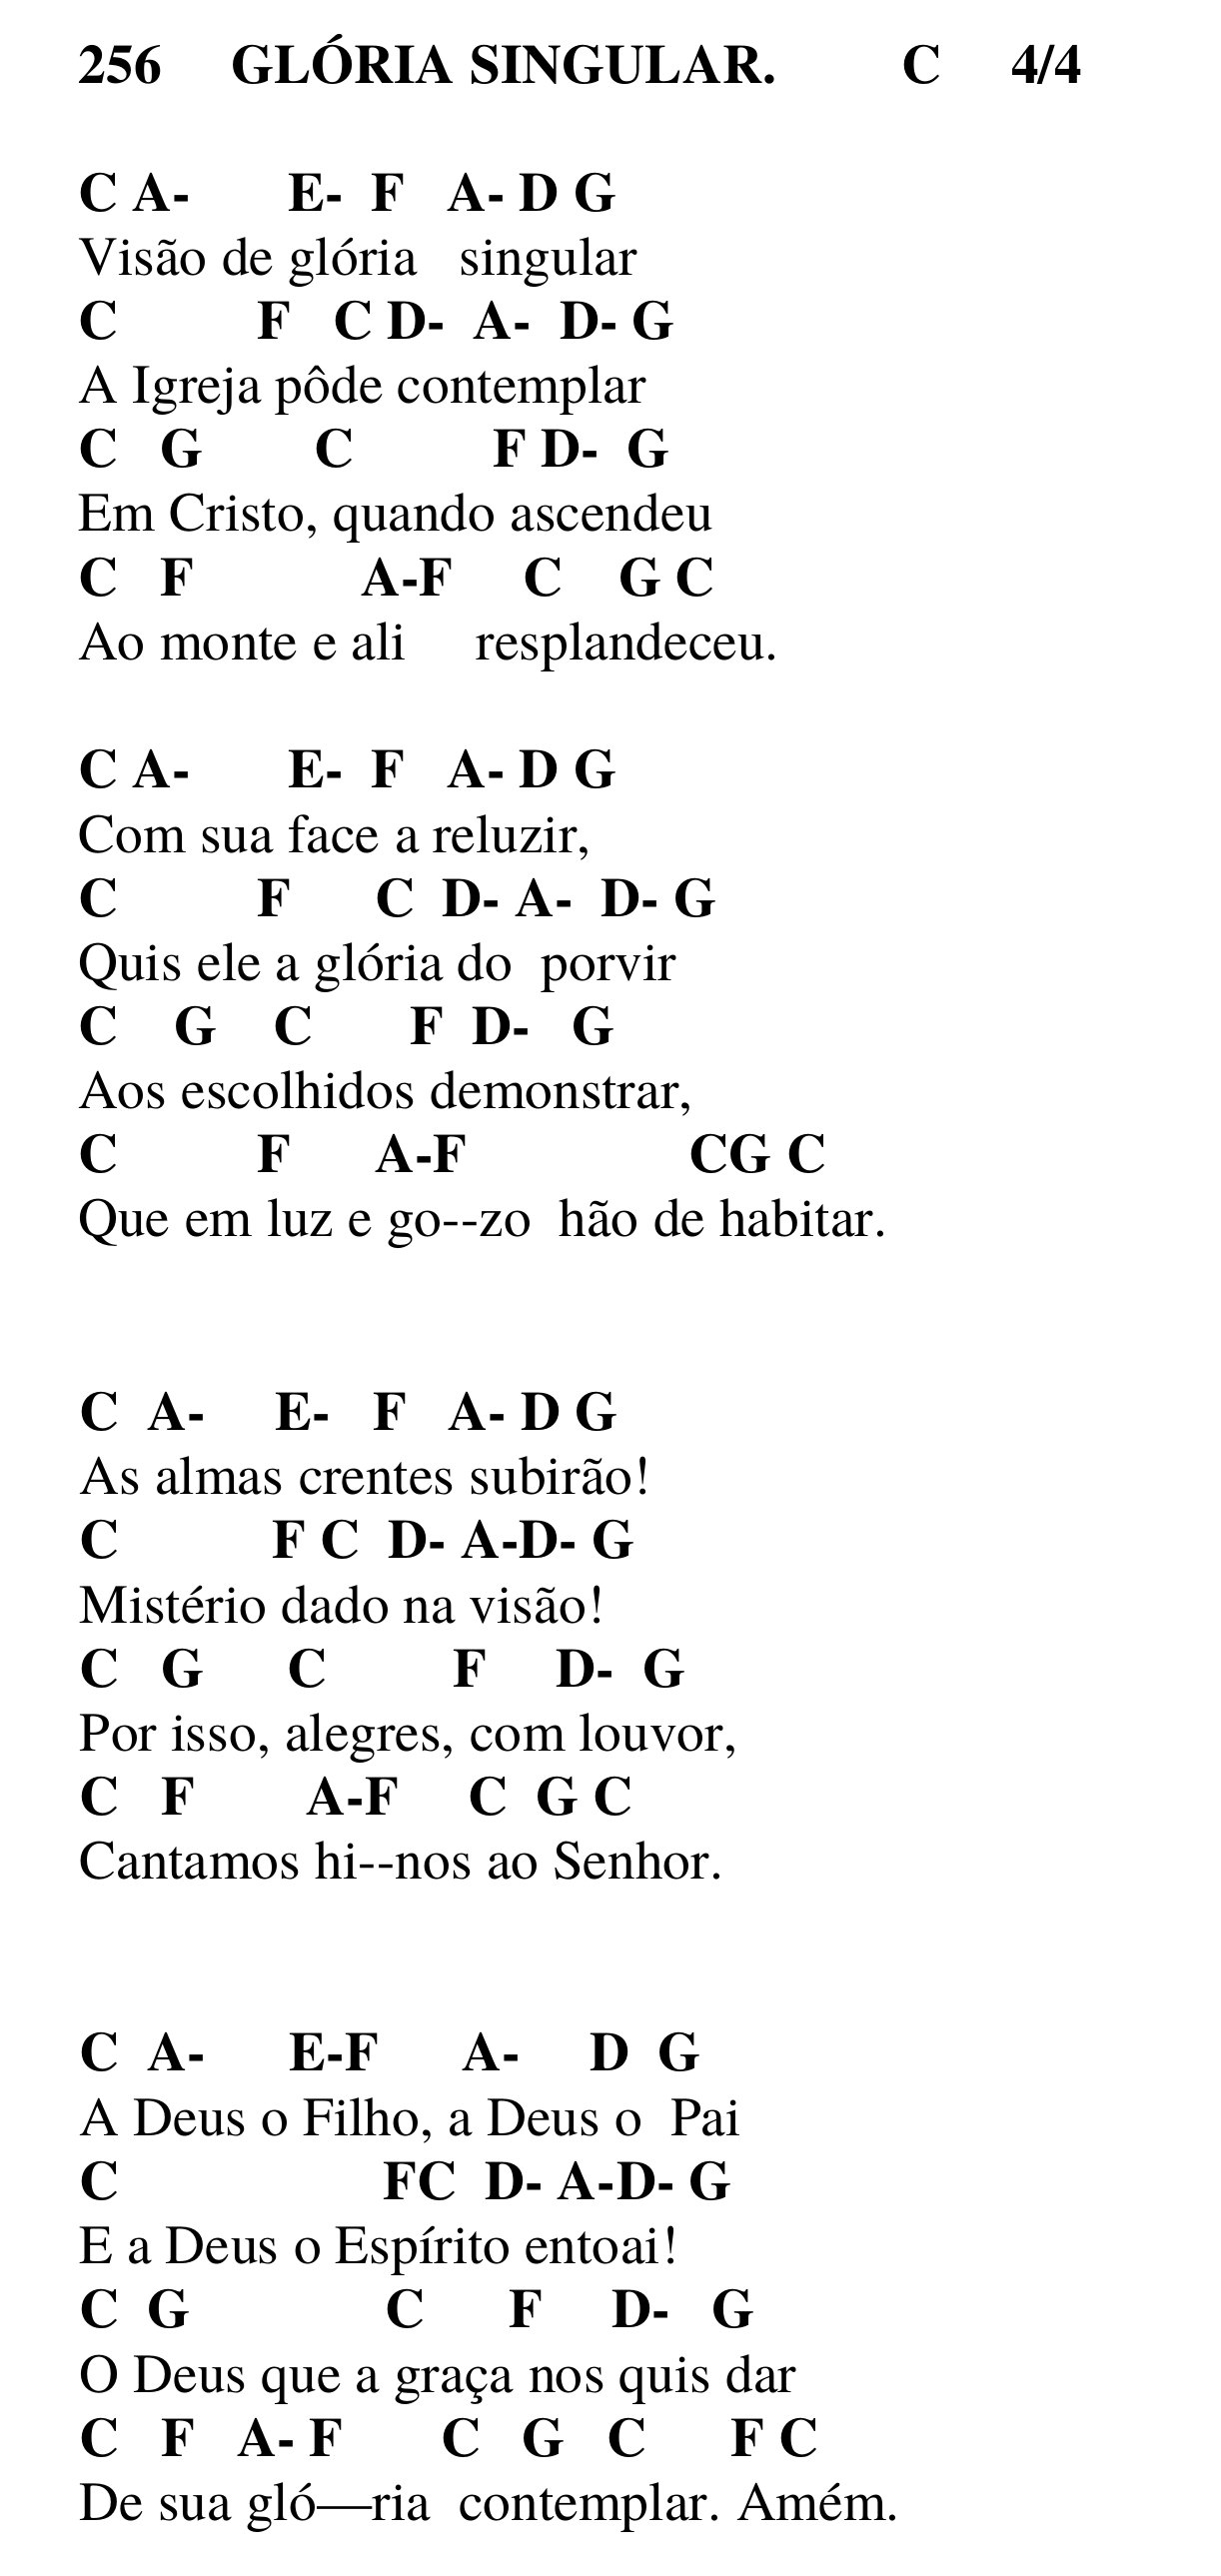 256     GLÓRIA SINGULAR.         C     4/4
C A-       E-  F   A- D G
Visão de glória   singular
C          F   C D-  A-  D- G
A Igreja pôde contemplar
C   G        C          F D-  G
Em Cristo, quando ascendeu
C   F            A-F     C    G C
Ao monte e ali     resplandeceu.
C A-       E-  F   A- D G
Com sua face a reluzir,
C          F      C  D- A-  D- G
Quis ele a glória do  porvir
C    G    C       F  D-   G
Aos escolhidos demonstrar,
C          F      A-F                CG C
Que em luz e go--zo  hão de habitar.
C  A-     E-   F   A- D G
As almas crentes subirão!
C           F C  D- A-D- G
Mistério dado na visão!
C   G      C         F     D-  G
Por isso, alegres, com louvor,
C   F        A-F     C  G C
Cantamos hi--nos ao Senhor.
C  A-      E-F      A-     D  G
A Deus o Filho, a Deus o  Pai
C                   FC  D- A-D- G
E a Deus o Espírito entoai!
C  G              C      F     D-   G
O Deus que a graça nos quis dar
C   F   A- F       C   G   C      F C
De sua gló—ria  contemplar. Amém.